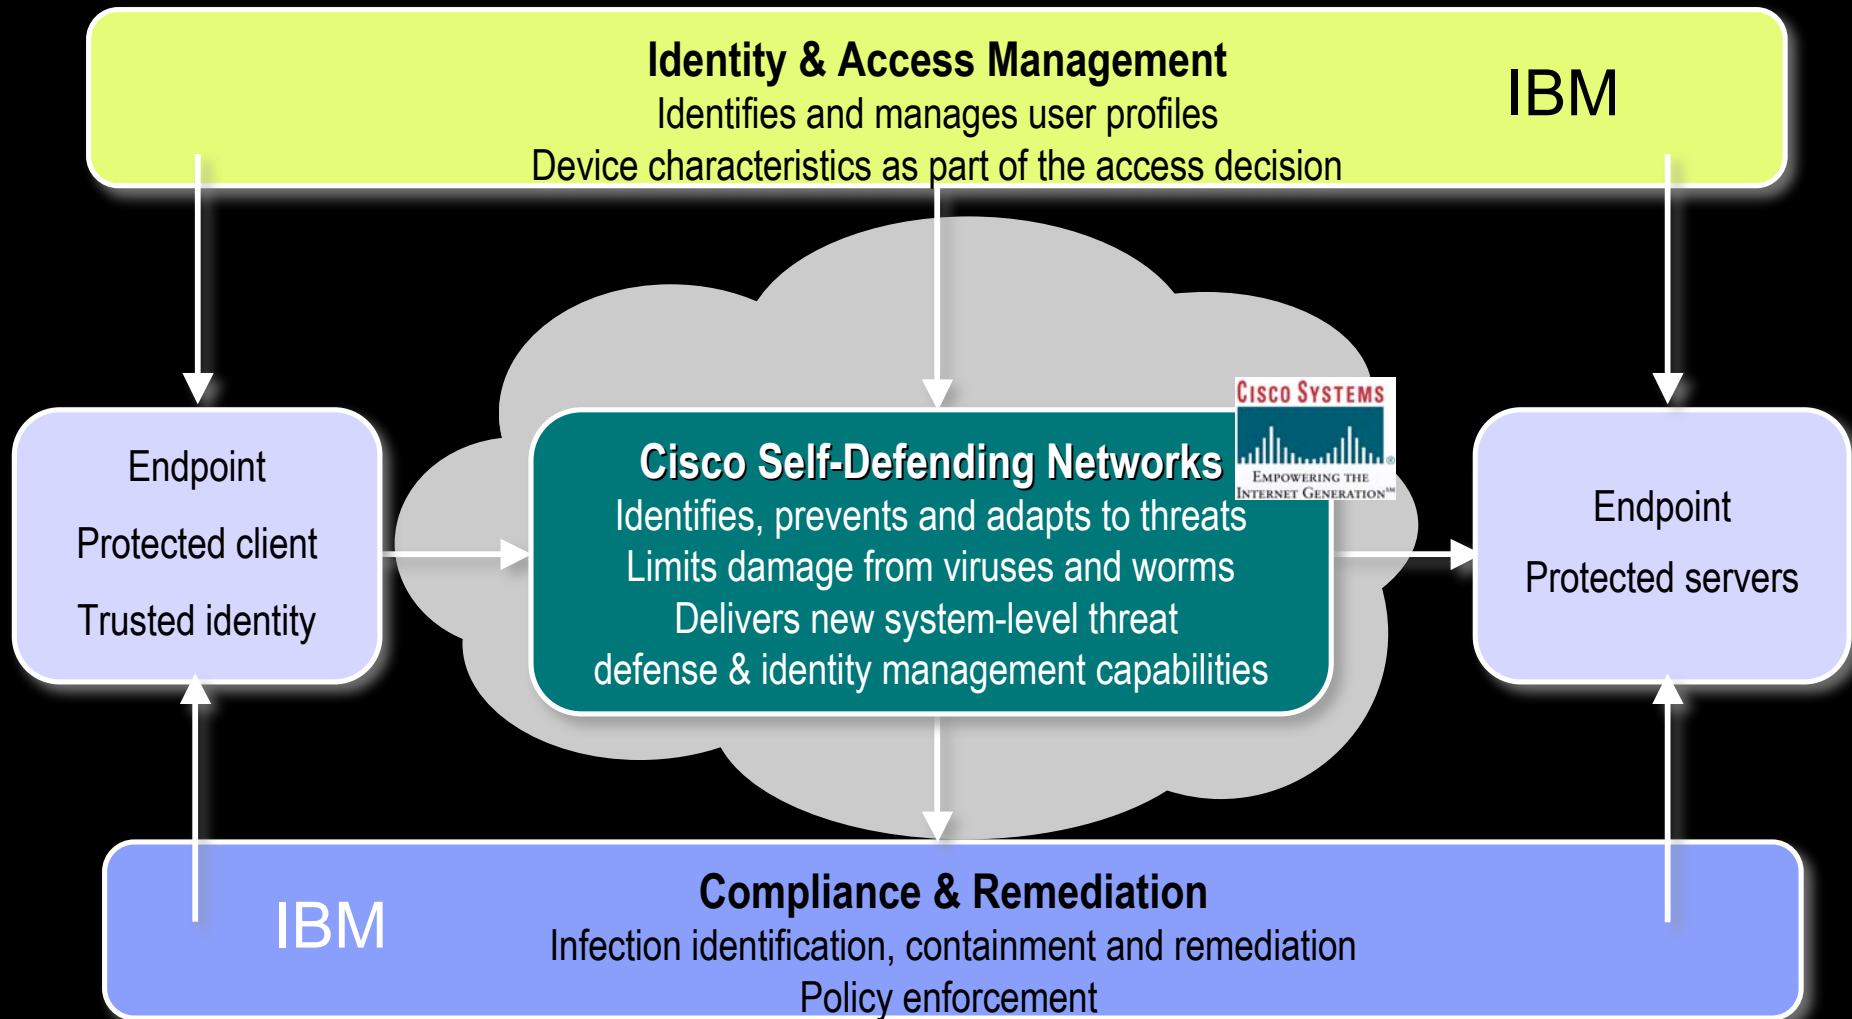 Identity & Access Management
Identifies and manages user profiles
Device characteristics as part of the access decision
IBM
Endpoint
Protected client
Trusted identity
Cisco Self-Defending Networks
Identifies, prevents and adapts to threats
Limits damage from viruses and worms
Delivers new system-level threat
defense & identity management capabilities
CISCO SYSTEMS
®
EMPOWERING THE
INTERNET GENERATION℠
Endpoint
Protected servers
IBM
Compliance & Remediation
Infection identification, containment and remediation
Policy enforcement